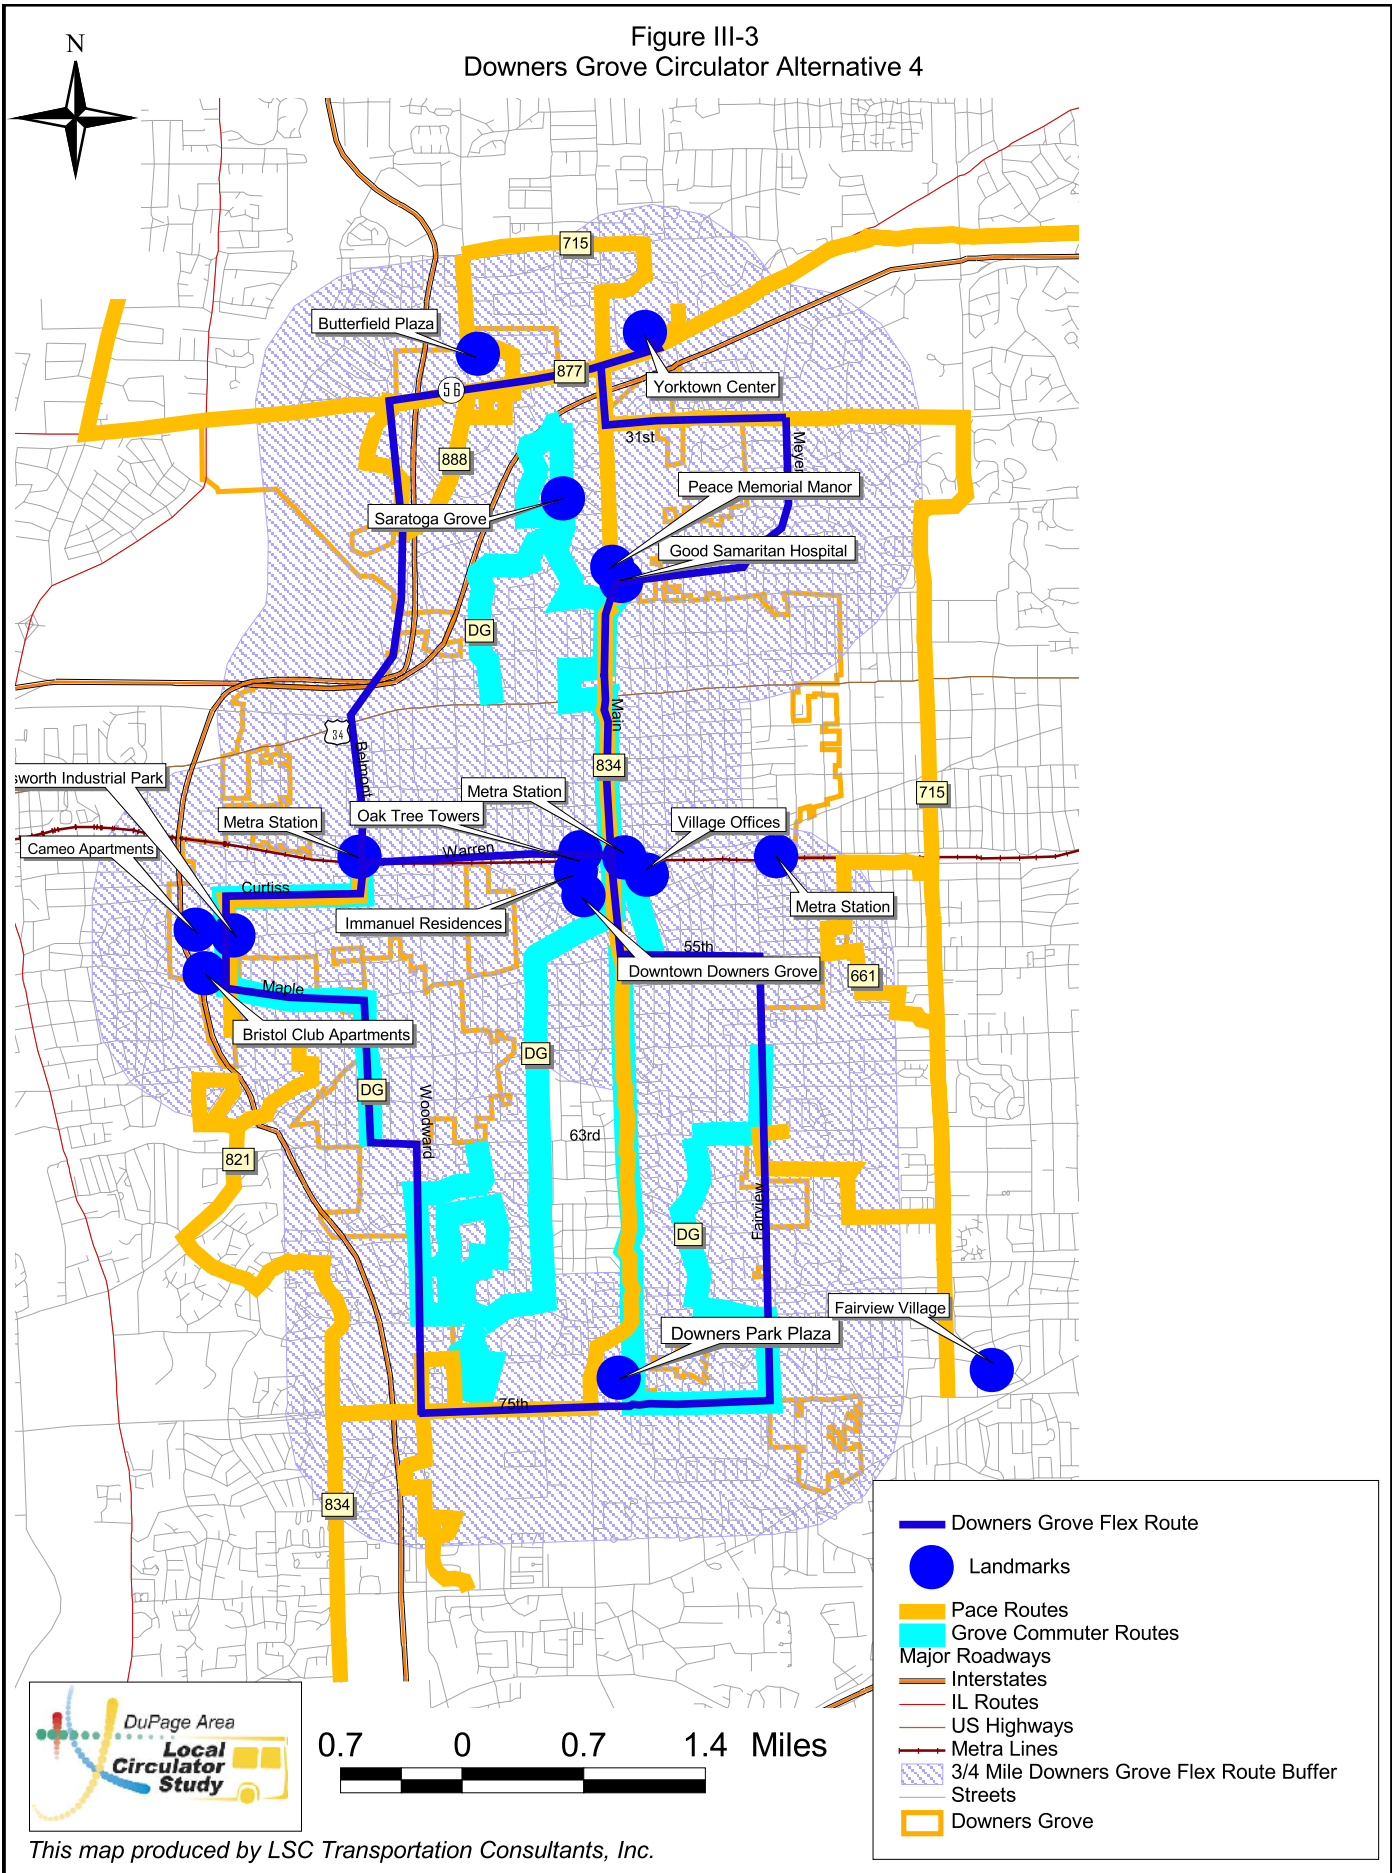 Figure III-3
Downers Grove Circulator Alternative 4
N
715
Butterfield Plaza
877
56
Yorktown Center
31st
Meyer
888
Peace Memorial Manor
Saratoga Grove
Good Samaritan Hospital
DG
Main
34
Belmont
834
sworth Industrial Park
Metra Station
715
Oak Tree Towers
Metra Station
Village Offices
Cameo Apartments
Warren
Curtiss
Metra Station
Immanuel Residences
55th
Downtown Downers Grove
661
Maple
Bristol Club Apartments
DG
DG
Woodward
63rd
821
Fairview
DG
Fairview Village
Downers Park Plaza
75th
834
Downers Grove Flex Route
Landmarks
Pace Routes
Grove Commuter Routes
Major Roadways
Interstates
IL Routes
US Highways
Metra Lines
3/4 Mile Downers Grove Flex Route Buffer
Streets
Downers Grove
DuPage Area
Local
Circulator
Study
0.7 0 0.7 1.4 Miles
This map produced by LSC Transportation Consultants, Inc.